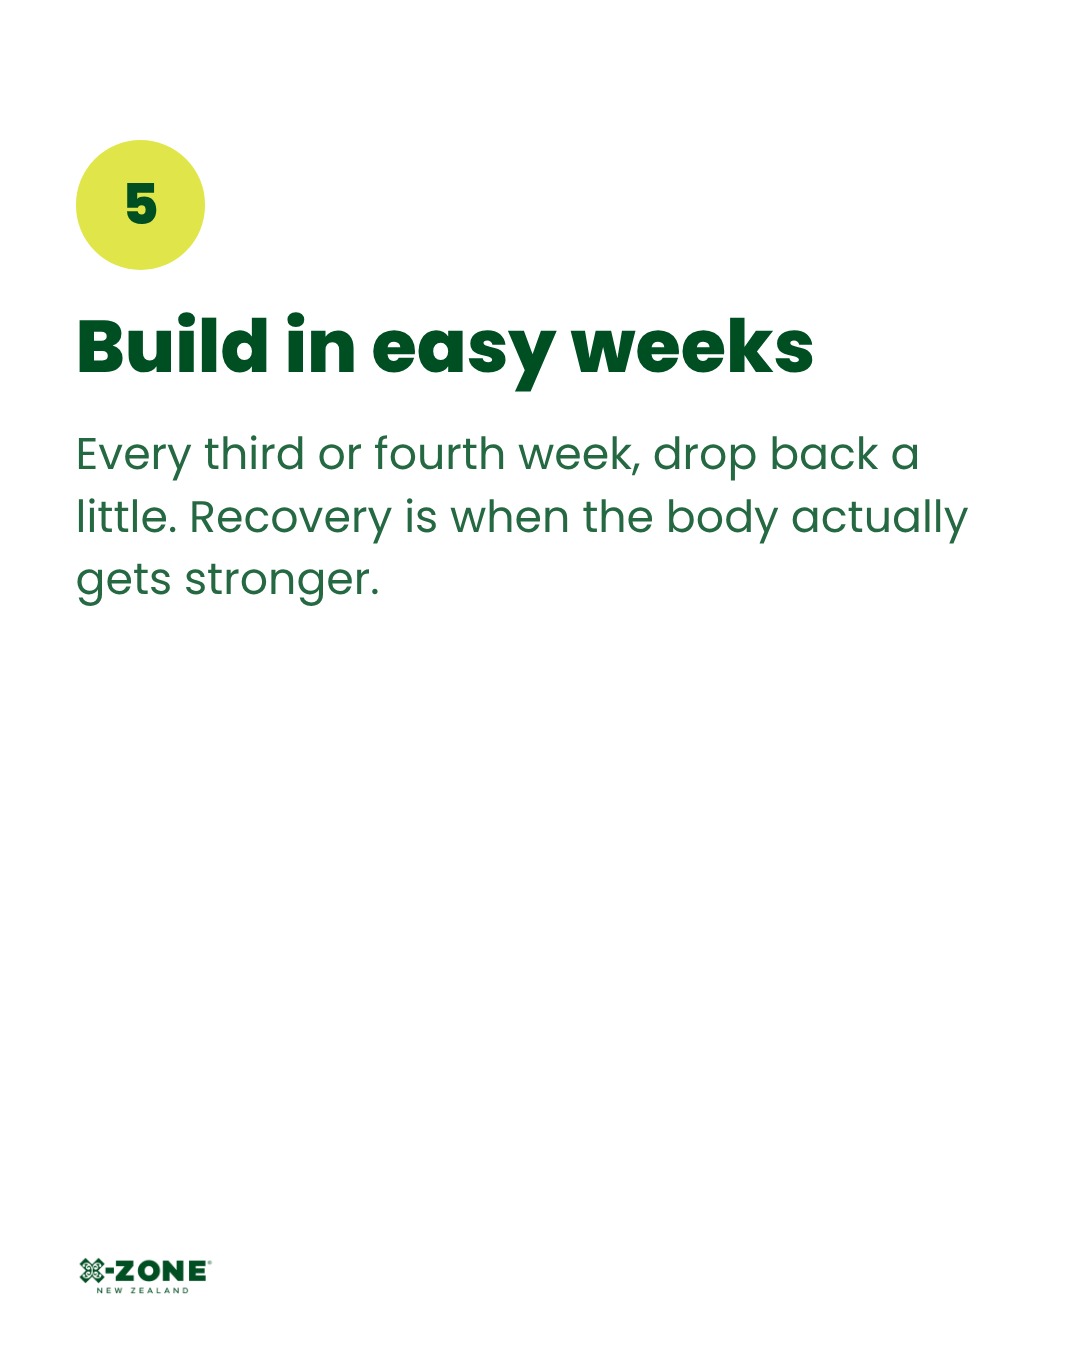 5
Build in easy weeks
Every third or fourth week, drop back a
little. Recovery is when the body actually
gets stronger.
X-ZONE®
NEW ZEALAND